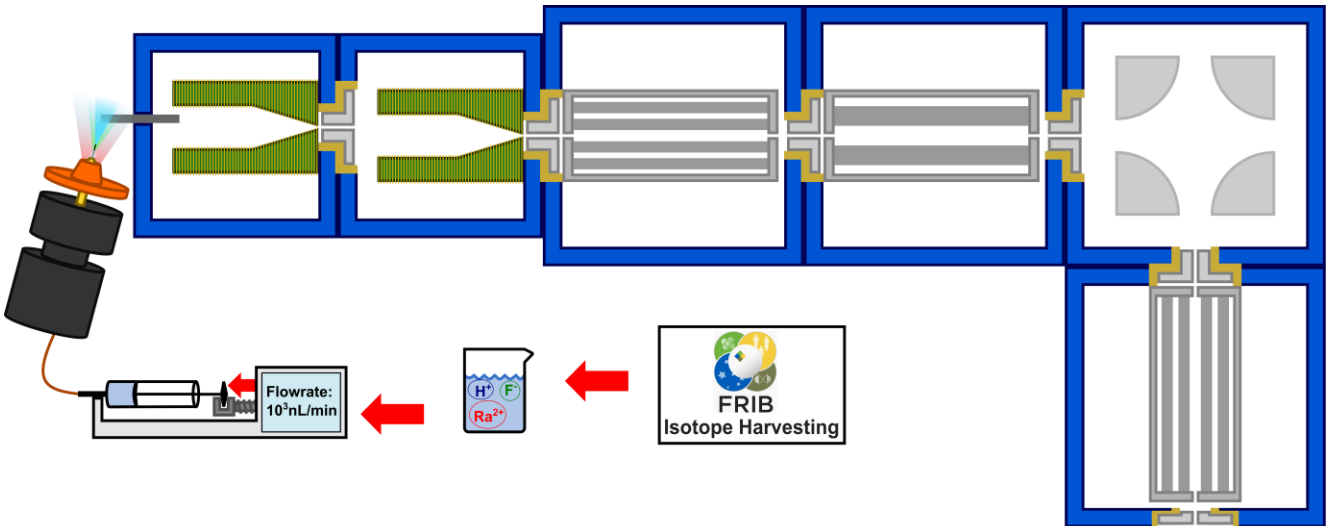 Flowrate:
10³nL/min
H⁺
F⁻
Ra²⁺
FRIB
Isotope Harvesting